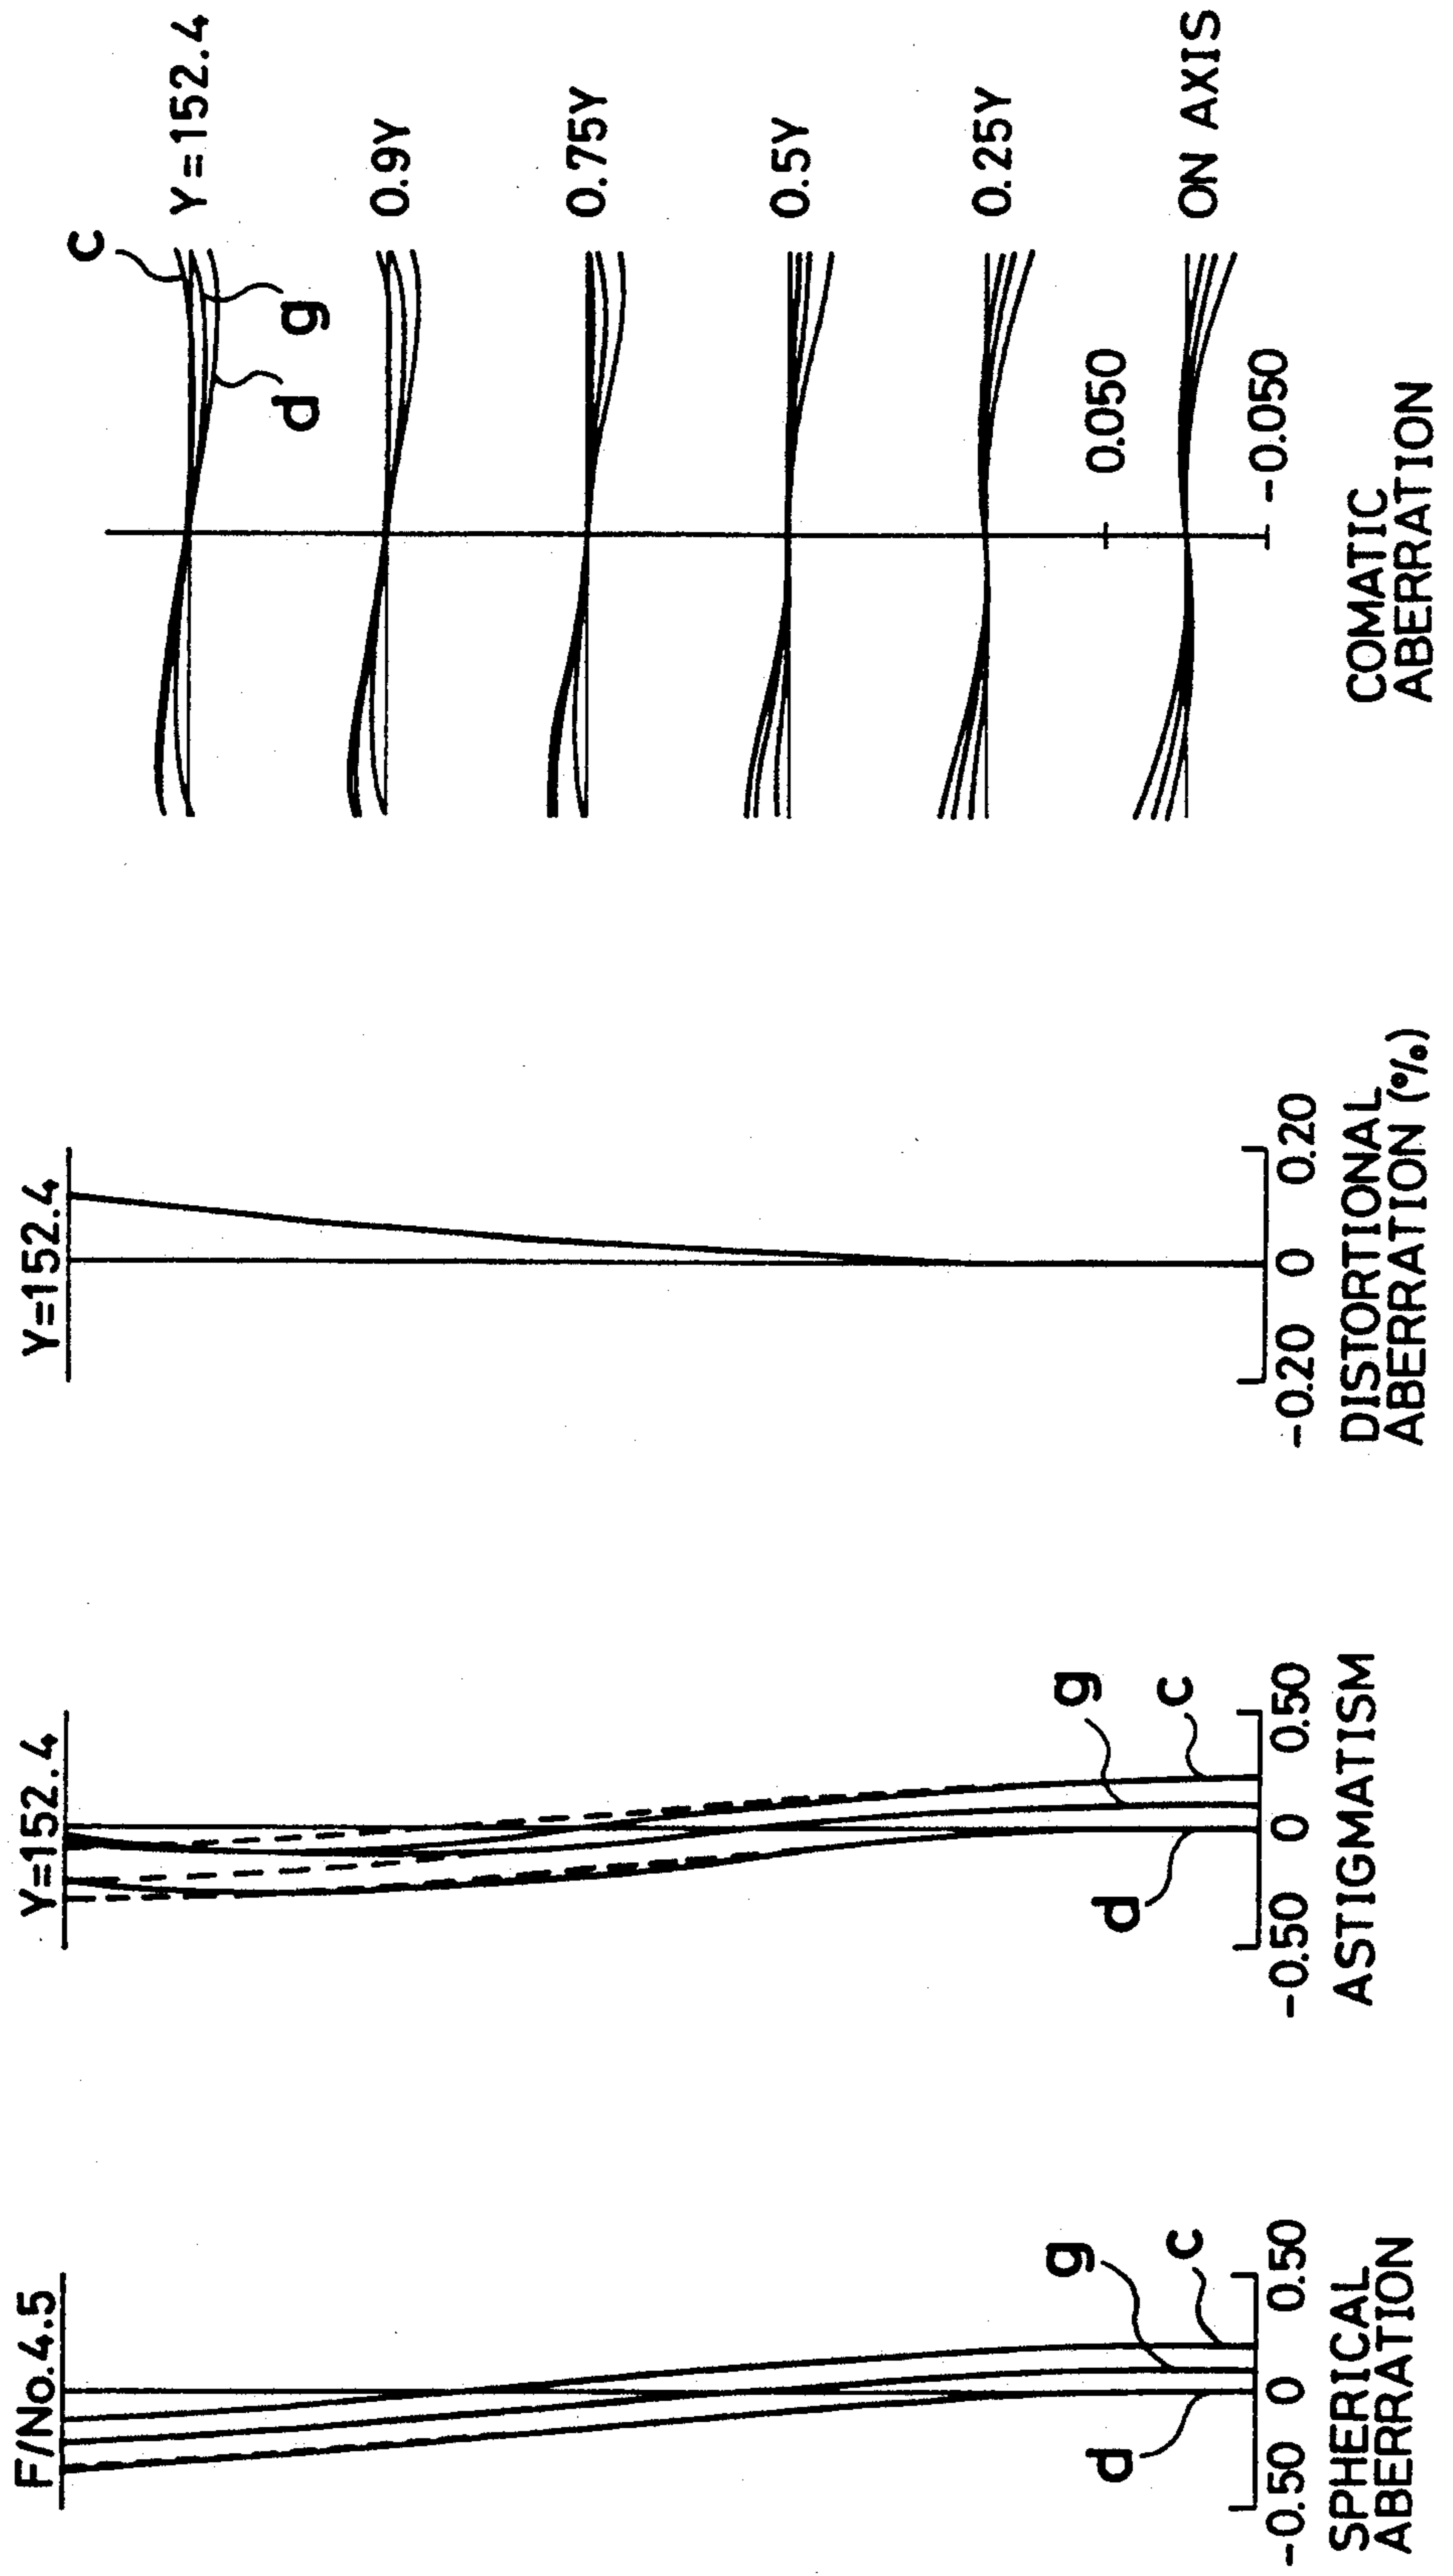 F/No.4.5
g
c
d
-0.50 0 0.50
SPHERICAL
ABERRATION
Y=152.4
g
c
d
-0.50 0 0.50
ASTIGMATISM
Y=152.4
-0.20 0 0.20
DISTORTIONAL
ABERRATION (%)
c
Y=152.4
g
d
0.9Y
0.75Y
0.5Y
0.25Y
0.050
ON AXIS
-0.050
COMATIC
ABERRATION